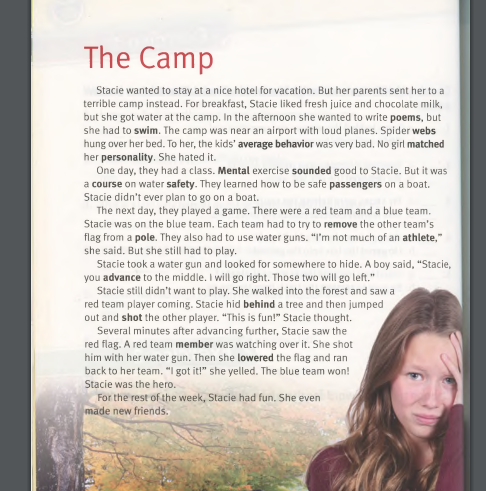 The Camp
Stacie wanted to stay at a nice hotel for vacation. But her parents sent her to a
terrible camp instead. For breakfast, Stacie liked fresh juice and chocolate milk,
but she got water at the camp. In the afternoon she wanted to write poems, but
she had to swim. The camp was near an airport with loud planes. Spider webs
hung over her bed. To her, the kids' average behavior was very bad. No girl matched
her personality. She hated it.
One day, they had a class. Mental exercise sounded good to Stacie. But it was
a course on water safety. They learned how to be safe passengers on a boat.
Stacie didn't ever plan to go on a boat.
The next day, they played a game. There were a red team and a blue team.
Stacie was on the blue team. Each team had to try to remove the other team's
flag from a pole. They also had to use water guns. “I'm not much of an athlete,”
she said. But she still had to play.
Stacie took a water gun and looked for somewhere to hide. A boy said, “Stacie,
you advance to the middle. I will go right. Those two will go left.”
Stacie still didn't want to play. She walked into the forest and saw a
red team player coming. Stacie hid behind a tree and then jumped
out and shot the other player. “This is fun!” Stacie thought.
Several minutes after advancing further, Stacie saw the
red flag. A red team member was watching over it. She shot
him with her water gun. Then she lowered the flag and ran
back to her team. “I got it!” she yelled. The blue team won!
Stacie was the hero.
For the rest of the week, Stacie had fun. She even
made new friends.